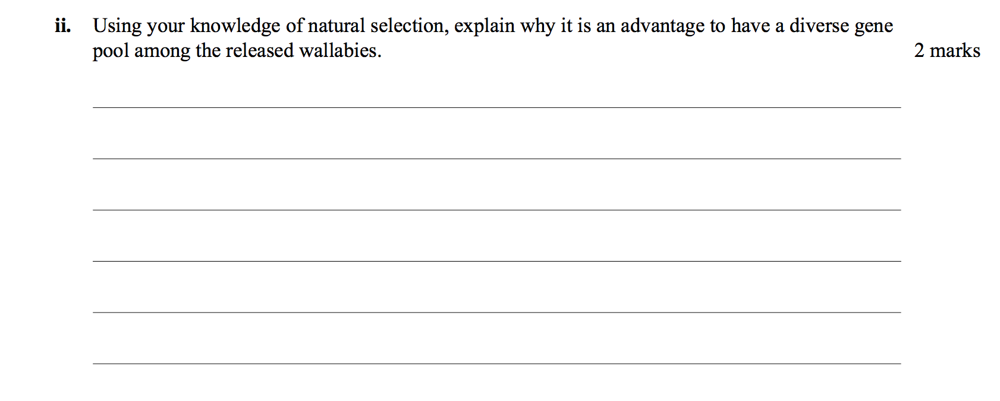 ii. Using your knowledge of natural selection, explain why it is an advantage to have a diverse gene
pool among the released wallabies. 2 marks